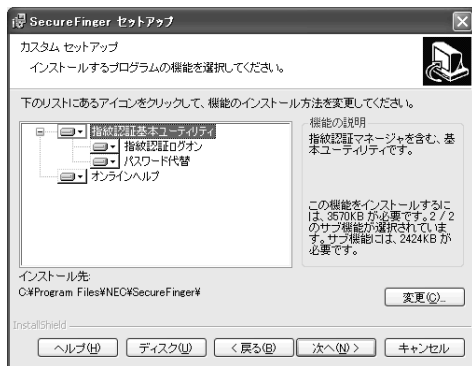 SecureFinger セットアップ
カスタム セットアップ
インストールするプログラムの機能を選択してください。
下のリストにあるアイコンをクリックして、機能のインストール方法を変更してください。
指紋認証基本ユーティリティ
指紋認証ログオン
パスワード代替
オンラインヘルプ
機能の説明
指紋認証マネージャを含む、基
本ユーティリティです。
この機能をインストールするに
は、3570KB が必要です。2 / 2
のサブ機能が選択されていま
す。サブ機能には、2424KB が
必要です。
インストール先:
C:¥Program Files¥NEC¥SecureFinger¥
変更(C)...
InstallShield
ヘルプ(H)
ディスク(U)
< 戻る(B)
次へ(N) >
キャンセル